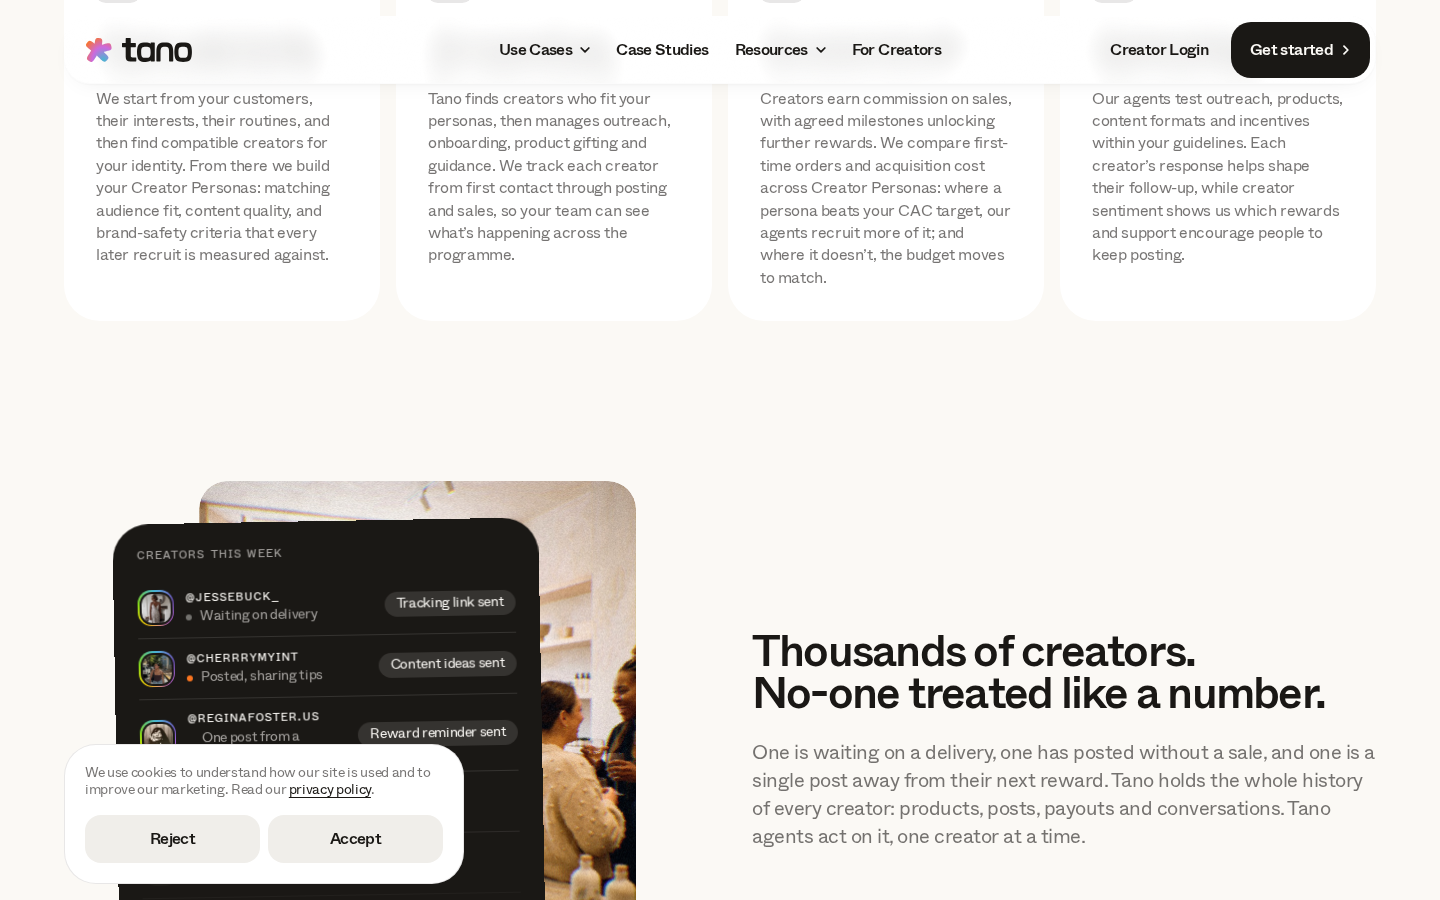 tano
Use Cases
Case Studies
Resources
For Creators
Creator Login
Get started
We start from your customers,
their interests, their routines, and
then find compatible creators for
your identity. From there we build
your Creator Personas: matching
audience fit, content quality, and
brand-safety criteria that every
later recruit is measured against.
Tano finds creators who fit your
personas, then manages outreach,
onboarding, product gifting and
guidance. We track each creator
from first contact through posting
and sales, so your team can see
what’s happening across the
programme.
Creators earn commission on sales,
with agreed milestones unlocking
further rewards. We compare first-
time orders and acquisition cost
across Creator Personas: where a
persona beats your CAC target, our
agents recruit more of it; and
where it doesn’t, the budget moves
to match.
Our agents test outreach, products,
content formats and incentives
within your guidelines. Each
creator’s response helps shape
their follow-up, while creator
sentiment shows us which rewards
and support encourage people to
keep posting.
CREATORS THIS WEEK
@JESSEBUCK_
Waiting on delivery
Tracking link sent
@CHERRRYMYINT
Posted, sharing tips
Content ideas sent
@REGINAFOSTER.US
One post from a
Reward reminder sent
Thousands of creators.
No-one treated like a number.
One is waiting on a delivery, one has posted without a sale, and one is a
single post away from their next reward. Tano holds the whole history
of every creator: products, posts, payouts and conversations. Tano
agents act on it, one creator at a time.
We use cookies to understand how our site is used and to
improve our marketing. Read our privacy policy.
Reject
Accept